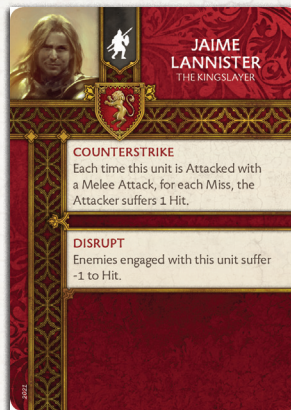 JAIME
LANNISTER
THE KINGSLAYER
COUNTERSTRIKE
Each time this unit is Attacked with
a Melee Attack, for each Miss, the
Attacker suffers 1 Hit.
DISRUPT
Enemies engaged with this unit suffer
-1 to Hit.
2021